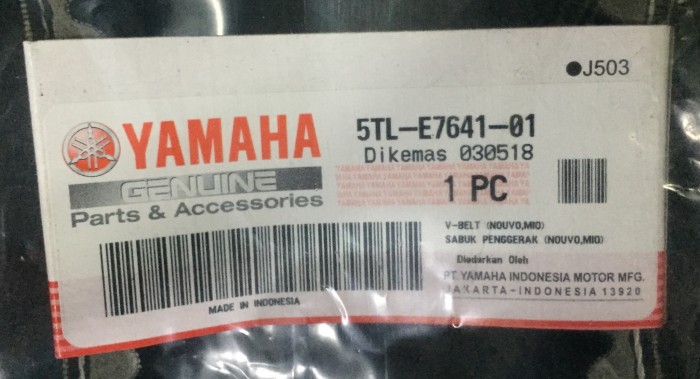 ●J503
YAMAHA
GENUINE
Parts & Accessories
5TL-E7641-01
Dikemas 030518
1 PC
V-BELT (NOUVO,MIO)
SABUK PENGGERAK (NOUVO,MIO)
Diedarkan Oleh
PT. YAMAHA INDONESIA MOTOR MFG.
JAKARTA-INDONESIA 13920
MADE IN INDONESIA